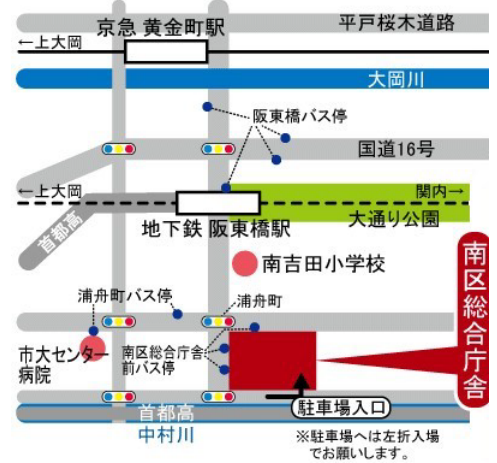 京急 黄金町駅
平戸桜木道路
←上大岡
大岡川
阪東橋バス停
国道16号
←上大岡
関内→
大通り公園
首都高
地下鉄 阪東橋駅
南吉田小学校
南区総合庁舎
浦舟町バス停
浦舟町
市大センター
病院
南区総合庁舎
前バス停
駐車場入口
首都高
中村川
※駐車場へは左折入場
でお願いします。